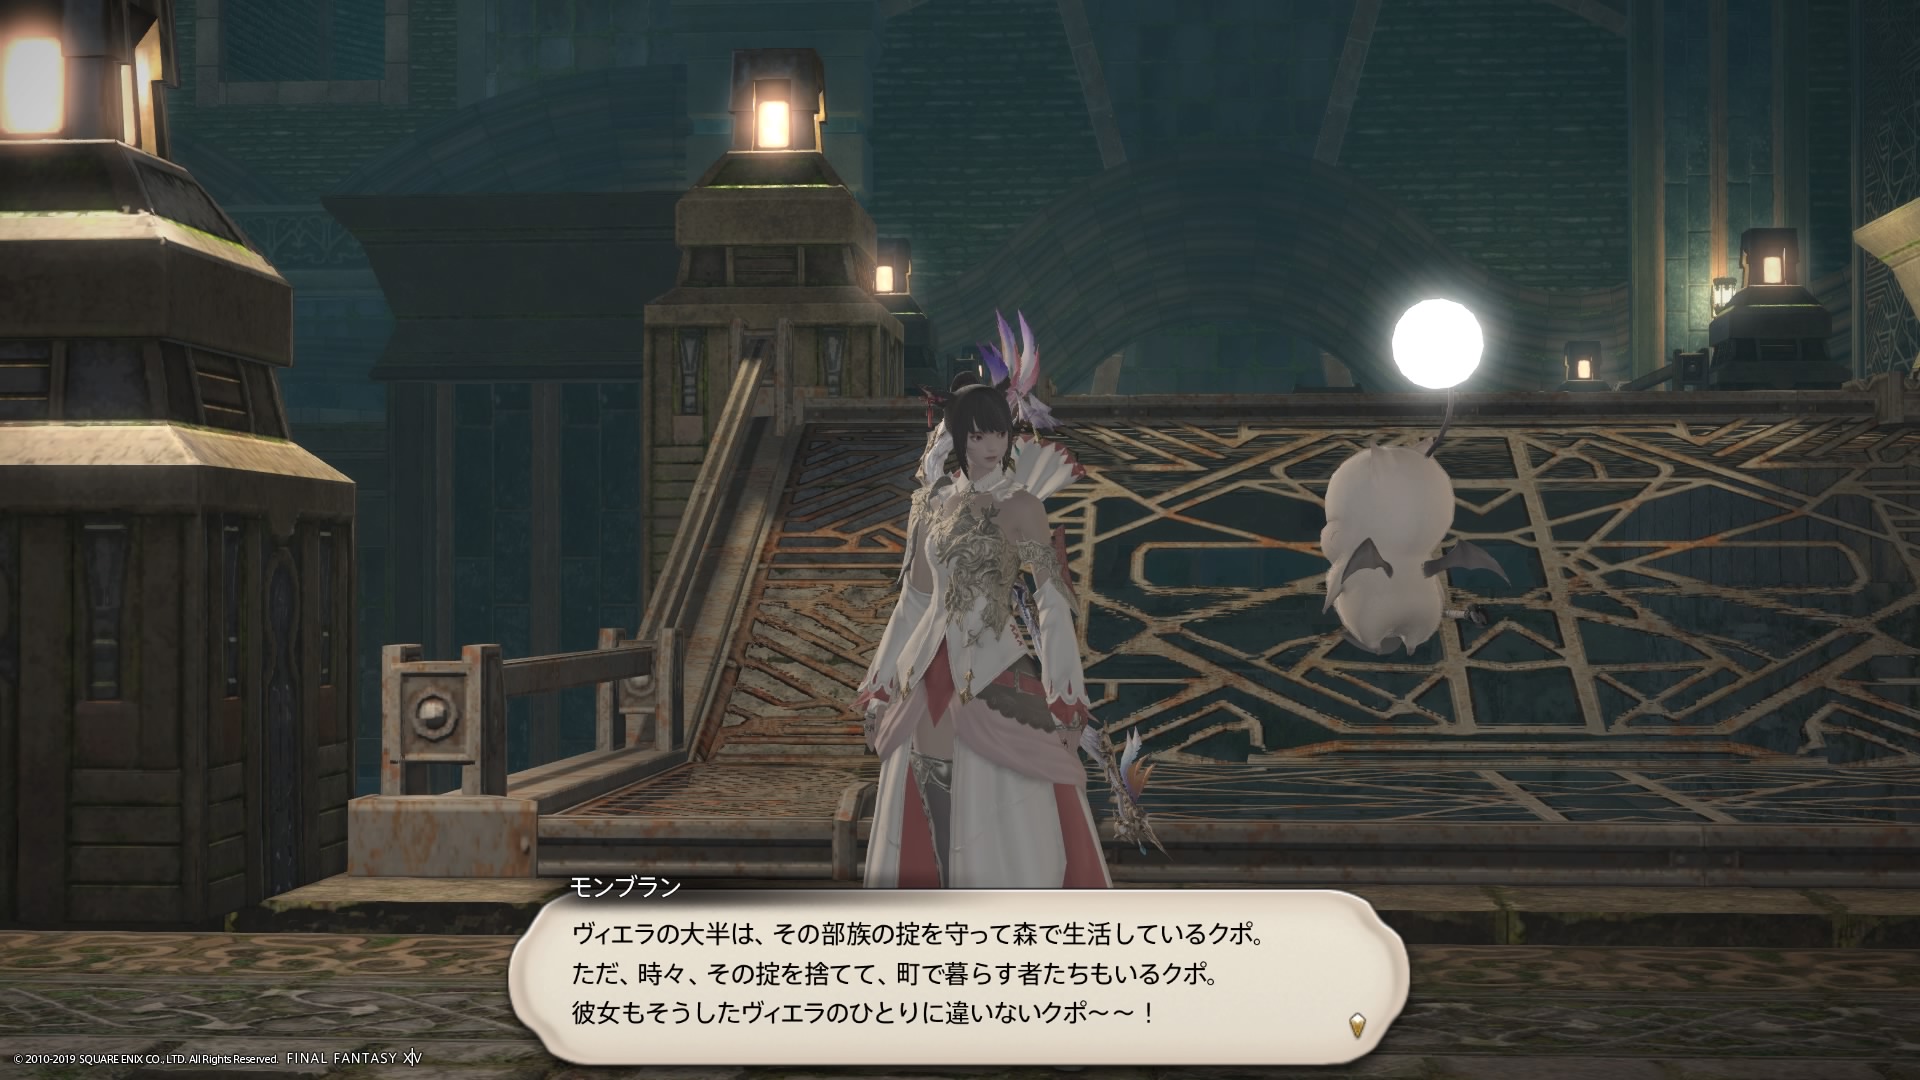 モンブラン
ヴィエラの大半は、その部族の掟を守って森で生活しているクポ。
ただ、時々、その掟を捨てて、町で暮らす者たちもいるクポ。
彼女もそうしたヴィエラのひとりに違いないクポ～～！
© 2010-2019 SQUARE ENIX CO., LTD. All Rights Reserved. FINAL FANTASY XIV